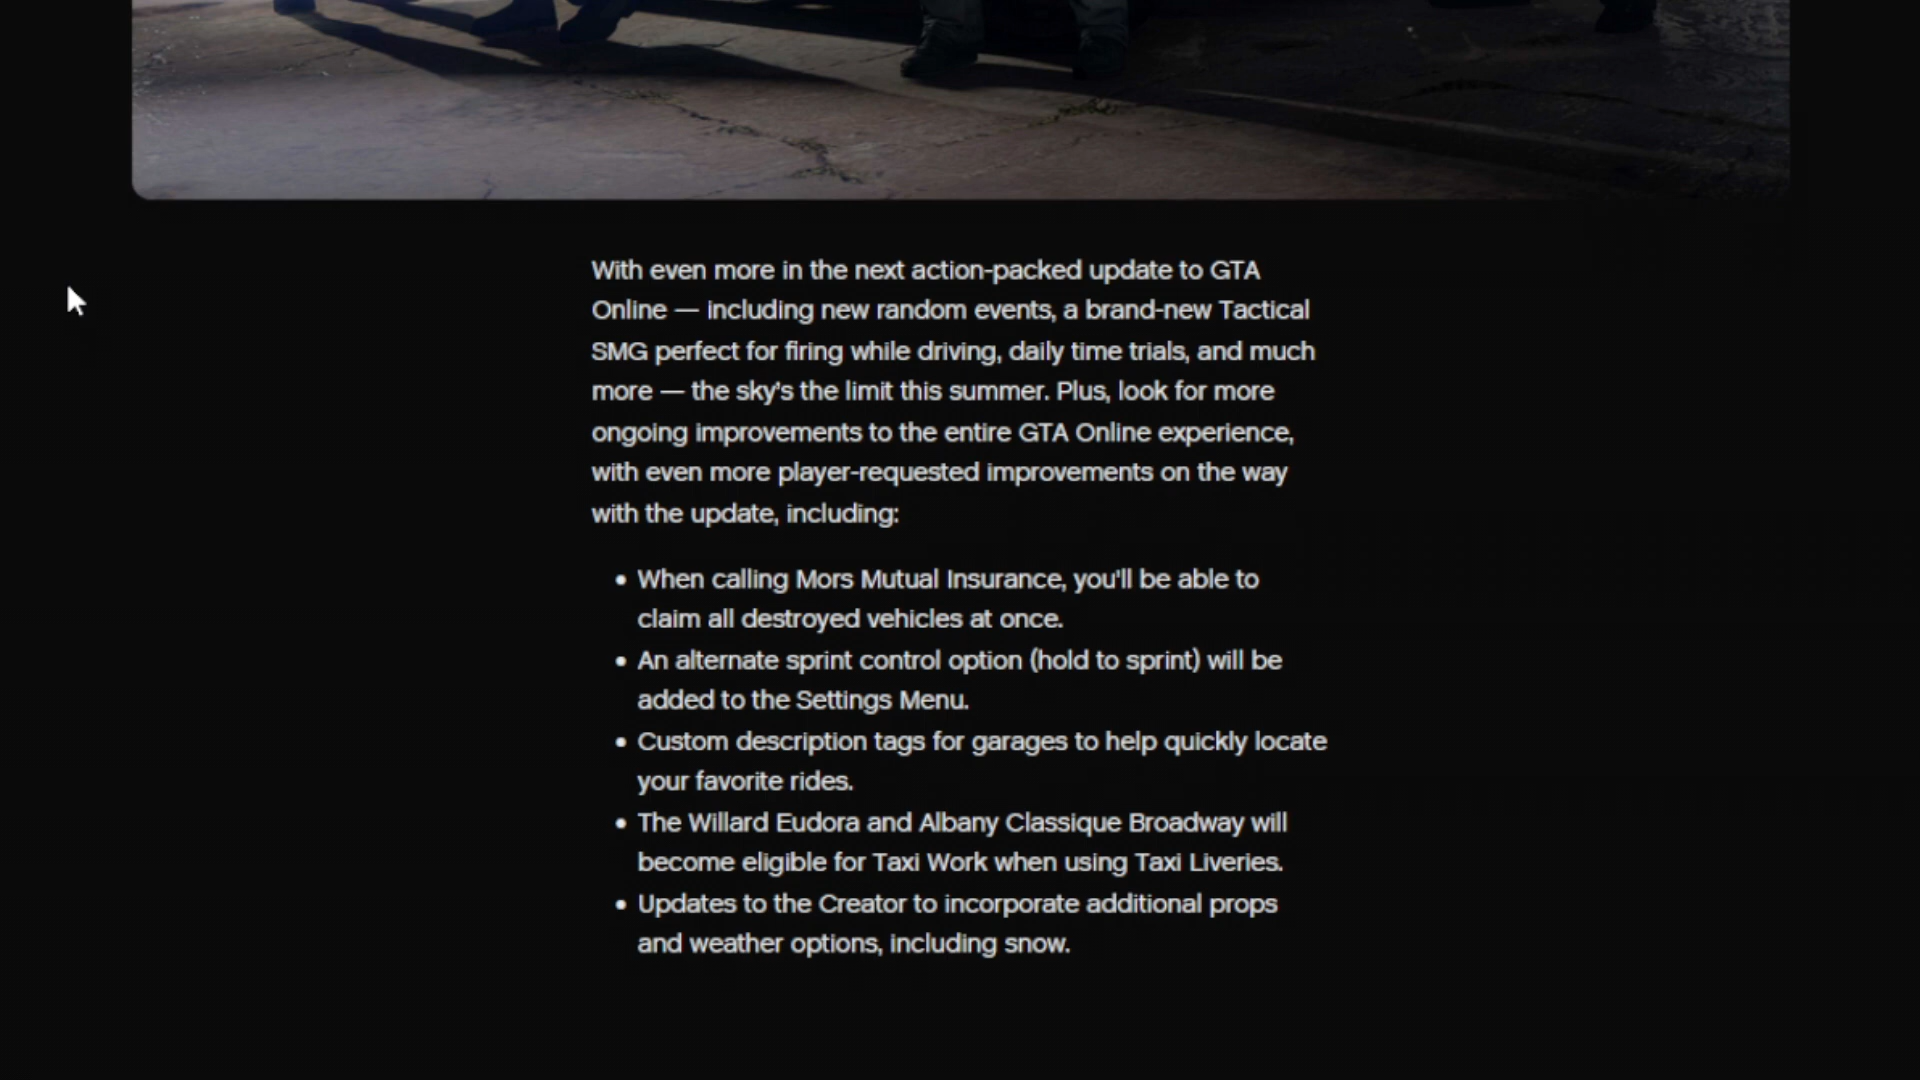 With even more in the next action-packed update to GTA
Online — including new random events, a brand-new Tactical
SMG perfect for firing while driving, daily time trials, and much
more — the sky's the limit this summer. Plus, look for more
ongoing improvements to the entire GTA Online experience,
with even more player-requested improvements on the way
with the update, including:
• When calling Mors Mutual Insurance, you'll be able to
claim all destroyed vehicles at once.
• An alternate sprint control option (hold to sprint) will be
added to the Settings Menu.
• Custom description tags for garages to help quickly locate
your favorite rides.
• The Willard Eudora and Albany Classique Broadway will
become eligible for Taxi Work when using Taxi Liveries.
• Updates to the Creator to incorporate additional props
and weather options, including snow.